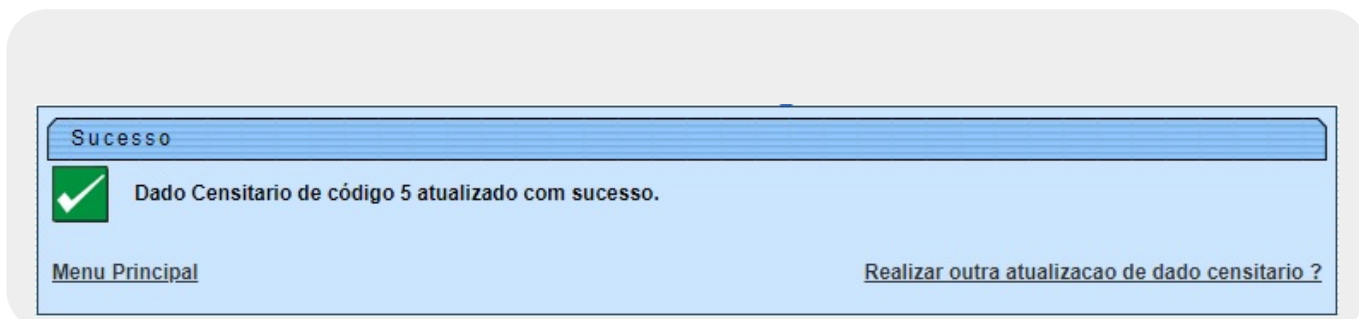 Sucesso
Dado Censitario de código 5 atualizado com sucesso.
Menu Principal
Realizar outra atualizacao de dado censitario ?